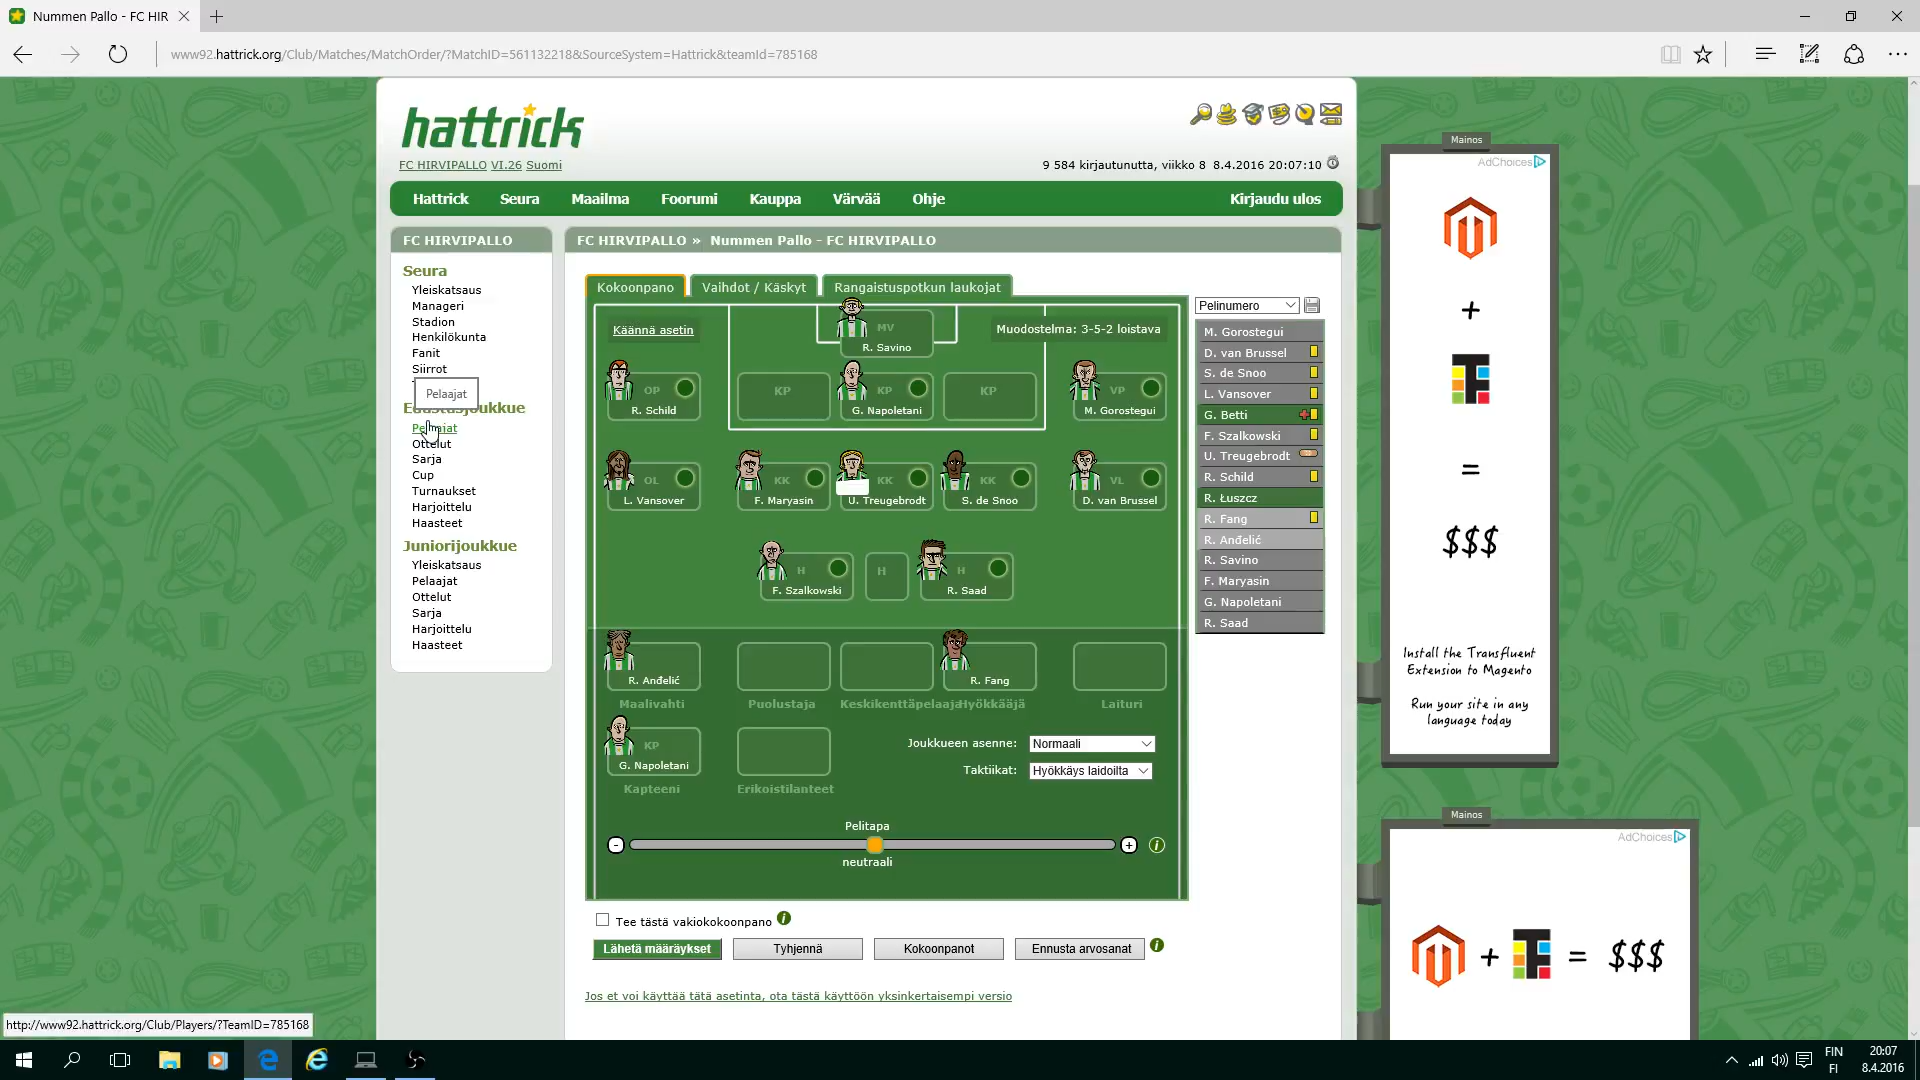 Nummen Pallo - FC HIR
www92.hattrick.org/Club/Matches/MatchOrder/?MatchID=561132218&SourceSystem=Hattrick&teamId=785168
hattrick
FC HIRVIPALLO VI.26 Suomi
9 584 kirjautunutta, viikko 8 8.4.2016 20:07:10
Hattrick Seura Maailma Foorumi Kauppa Värvää Ohje Kirjaudu ulos
FC HIRVIPALLO
Seura
Yleiskatsaus
Manageri
Stadion
Henkilökunta
Fanit
Siirrot
Pelaajat
Ottelut
Sarja
Cup
Turnaukset
Harjoittelu
Haasteet
Juniorijoukkue
Yleiskatsaus
Pelaajat
Ottelut
Sarja
Harjoittelu
Haasteet
FC HIRVIPALLO » Nummen Pallo - FC HIRVIPALLO
Kokoonpano Vaihdot / Käskyt Rangaistuspotkun laukojat
Käännä asetin
Muodostelma: 3-5-2 loistava
MV
R. Savino
OP KP KP KP VP
R. Schild G. Napoletani M. Gorostegui
OL KK KK KK VL
L. Vansover F. Maryasin U. Treugebrodt S. de Snoo D. van Brussel
H H H
F. Szalkowski R. Saad
R. Anđelić R. Fang
Maalivahti Puolustaja Keskikenttäpelaaja Hyökkääjä Laituri
KP
G. Napoletani
Kapteeni Erikoistilanteet
Joukkueen asenne: Normaali
Taktiikat: Hyökkäys laidoilta
Pelitapa
- +
neutraali
Tee tästä vakiokokoonpano
Lähetä määräykset Tyhjennä Kokoonpanot Ennusta arvosanat
Jos et voi käyttää tätä asetinta, ota tästä käyttöön yksinkertaisempi versio
Pelinumero
M. Gorostegui
D. van Brussel
S. de Snoo
L. Vansover
G. Betti
F. Szalkowski
U. Treugebrodt
R. Schild
R. Łuszcz
R. Fang
R. Anđelić
R. Savino
F. Maryasin
G. Napoletani
R. Saad
Mainos
AdChoices
+
=
$$$
Install the Transfluent
Extension to Magento
Run your site in any
language today
Mainos
AdChoices
+ = $$$
http://www92.hattrick.org/Club/Players/?TeamID=785168
FIN
FI
20:07
8.4.2016